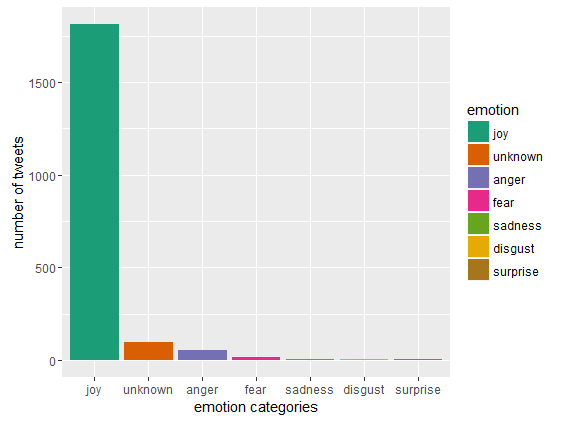 number of tweets
1500
1000
500
0
joy unknown anger fear sadness disgust surprise
emotion categories
emotion
joy
unknown
anger
fear
sadness
disgust
surprise